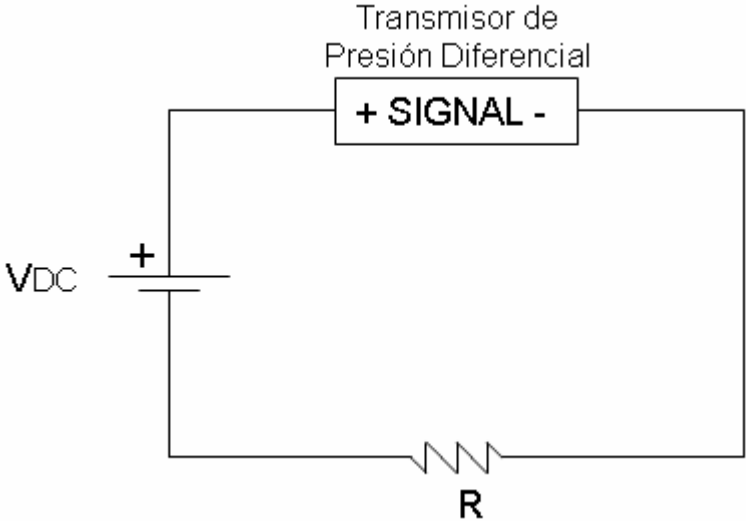 Transmisor de
Presión Diferencial
+ SIGNAL -
+
VDC
R